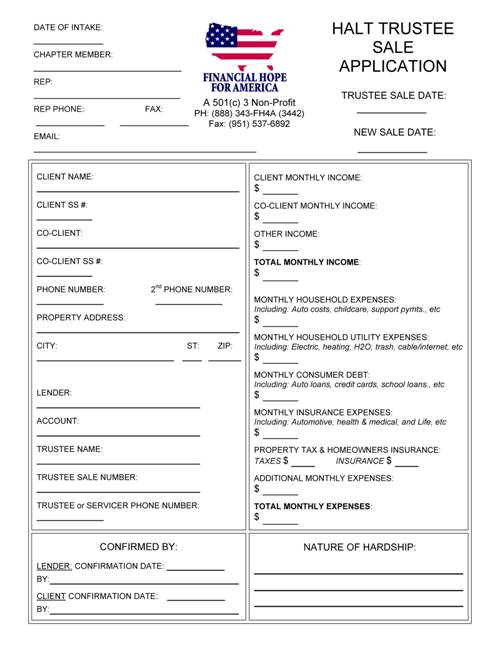 DATE OF INTAKE:
CHAPTER MEMBER:
REP:
REP PHONE: FAX:
EMAIL:
FINANCIAL HOPE
FOR AMERICA
A 501(c) 3 Non-Profit
PH: (888) 343-FH4A (3442)
Fax: (951) 537-6892
HALT TRUSTEE
SALE
APPLICATION
TRUSTEE SALE DATE:
NEW SALE DATE:
CLIENT NAME:
CLIENT SS #:
CO-CLIENT:
CO-CLIENT SS #:
PHONE NUMBER: 2nd PHONE NUMBER:
PROPERTY ADDRESS:
CITY: ST: ZIP:
LENDER:
ACCOUNT:
TRUSTEE NAME:
TRUSTEE SALE NUMBER:
TRUSTEE or SERVICER PHONE NUMBER:
CLIENT MONTHLY INCOME:
$
CO-CLIENT MONTHLY INCOME:
$
OTHER INCOME:
$
TOTAL MONTHLY INCOME:
$
MONTHLY HOUSEHOLD EXPENSES:
Including: Auto costs, childcare, support pymts., etc
$
MONTHLY HOUSEHOLD UTILITY EXPENSES:
Including: Electric, heating, H2O, trash, cable/internet, etc
$
MONTHLY CONSUMER DEBT:
Including: Auto loans, credit cards, school loans., etc
$
MONTHLY INSURANCE EXPENSES:
Including: Automotive, health & medical, and Life, etc
$
PROPERTY TAX & HOMEOWNERS INSURANCE:
TAXES $ INSURANCE $
ADDITIONAL MONTHLY EXPENSES:
$
TOTAL MONTHLY EXPENSES:
$
CONFIRMED BY:
LENDER: CONFIRMATION DATE:
BY:
CLIENT CONFIRMATION DATE:
BY:
NATURE OF HARDSHIP: